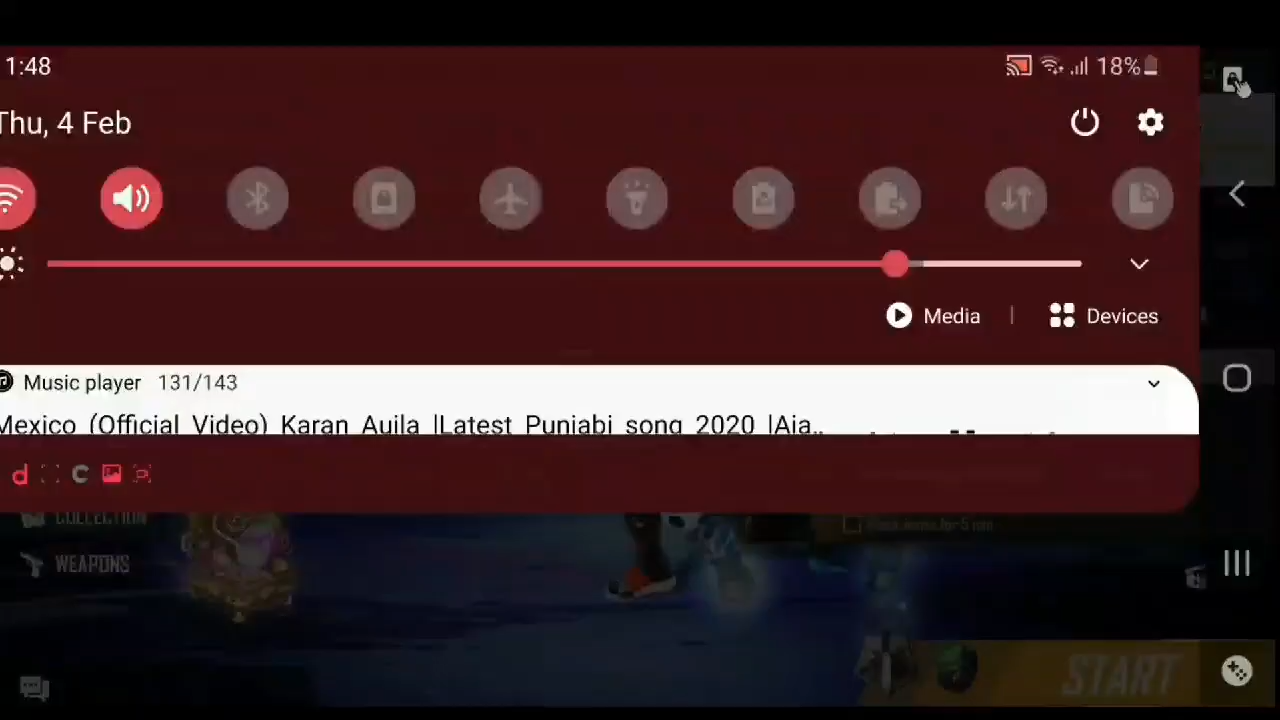 1:48
18%
Thu, 4 Feb
Media
Devices
Music player 131/143
Mexico (Official Video) Karan Aujla |Latest Punjabi song 2020 |Aja..
COLLECTION
WEAPONS
START